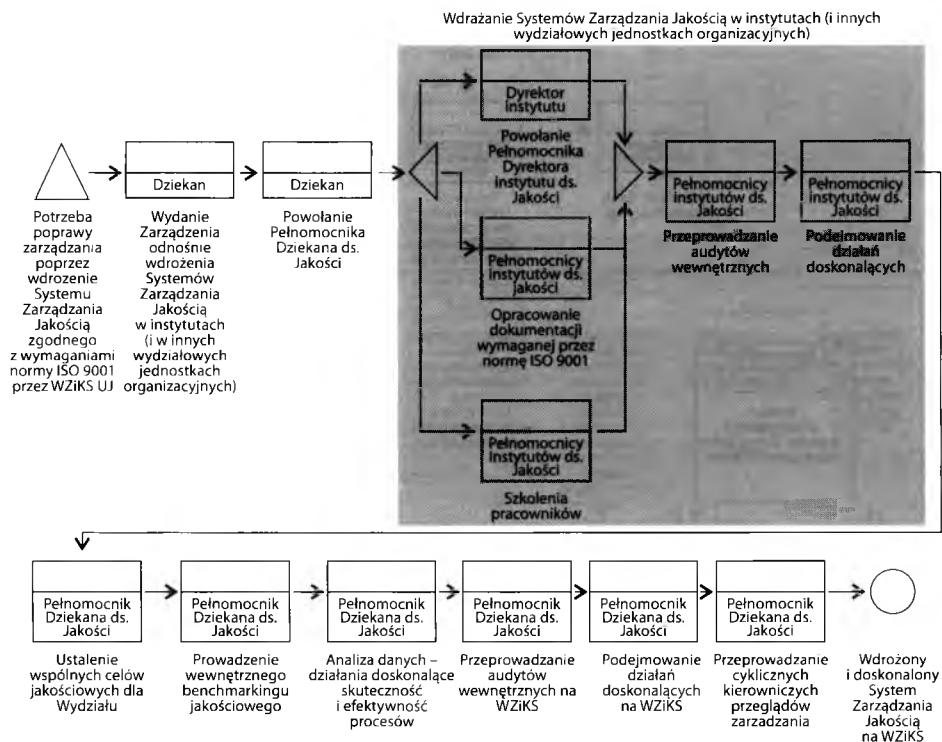 Wdrażanie Systemów Zarządzania Jakością w instytutach (i innych
wydziałowych jednostkach organizacyjnych)
Dyrektor
instytutu
Powołanie
Pełnomocnika
Dyrektora
instytutu ds.
Jakości
Dziekan
Dziekan
Pełnomocnicy
instytutów ds.
Jakości
Pełnomocnicy
instytutów ds.
Jakości
Potrzeba
poprawy
zarządzania
poprzez
wdrozenie
Systemu
Zarządzania
Jakością
zgodnego
z wymaganiami
normy ISO 9001
przez WZiKS UJ
Wydanie
Zarządzenia
odnośnie
wdrożenia
Systemów
Zarządzania
Jakością
w instytutach
(i w innych
wydziałowych
jednostkach
organizacyjnych)
Powołanie
Pełnomocnika
Dziekana ds.
Jakości
Przeprowadzanie
audytów
wewnętrznych
Podejmowanie
działań
doskonalących
Pełnomocnicy
instytutów ds.
Jakości
Opracowanie
dokumentacji
wymaganej przez
normę ISO 9001
Pełnomocnicy
instytutów ds.
Jakości
Szkolenia
pracowników
Pełnomocnik
Dziekana ds.
Jakości
Pełnomocnik
Dziekana ds.
Jakości
Pełnomocnik
Dziekana ds.
Jakości
Pełnomocnik
Dziekana ds.
Jakości
Pełnomocnik
Dziekana ds.
Jakości
Pełnomocnik
Dziekana ds.
Jakości
Ustalenie
wspólnych celów
jakościowych dla
Wydziału
Prowadzenie
wewnętrznego
benchmarkingu
jakościowego
Analiza danych –
działania doskonalące
skuteczność
i efektywność
procesów
Przeprowadzanie
audytów
wewnętrznych na
WZiKS
Podejmowanie
działań
doskonalących
na WZiKS
Przeprowadzanie
cyklicznych
kierowniczych
przeglądów
zarzadzania
Wdrożony
i doskonalony
System
Zarządzania
Jakością
na WZiKS